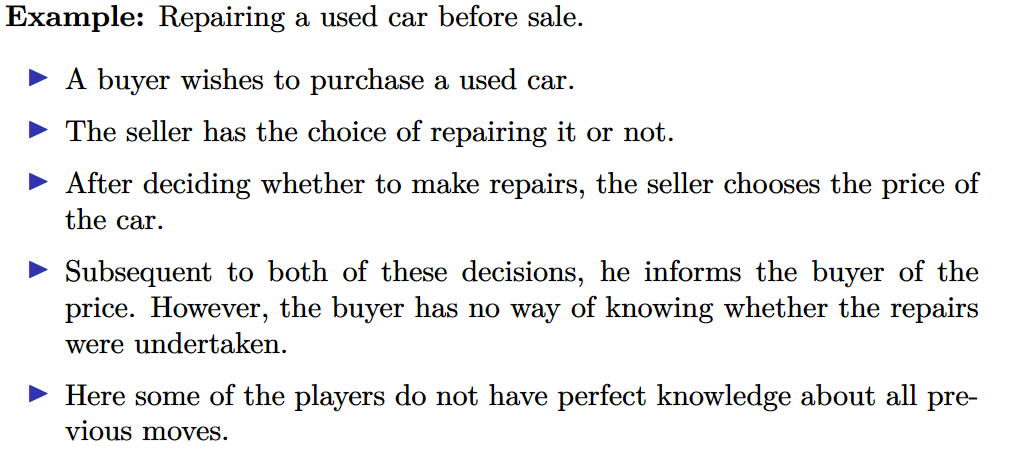 Example: Repairing a used car before sale.
▶ A buyer wishes to purchase a used car.
▶ The seller has the choice of repairing it or not.
▶ After deciding whether to make repairs, the seller chooses the price of
the car.
▶ Subsequent to both of these decisions, he informs the buyer of the
price. However, the buyer has no way of knowing whether the repairs
were undertaken.
▶ Here some of the players do not have perfect knowledge about all pre-
vious moves.